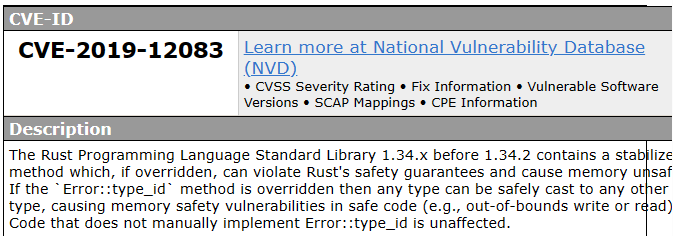 CVE-ID
CVE-2019-12083
Learn more at National Vulnerability Database
(NVD)
• CVSS Severity Rating • Fix Information • Vulnerable Software
Versions • SCAP Mappings • CPE Information
Description
The Rust Programming Language Standard Library 1.34.x before 1.34.2 contains a stabilize
method which, if overridden, can violate Rust's safety guarantees and cause memory unsaf
If the `Error::type_id` method is overridden then any type can be safely cast to any other
type, causing memory safety vulnerabilities in safe code (e.g., out-of-bounds write or read)
Code that does not manually implement Error::type_id is unaffected.